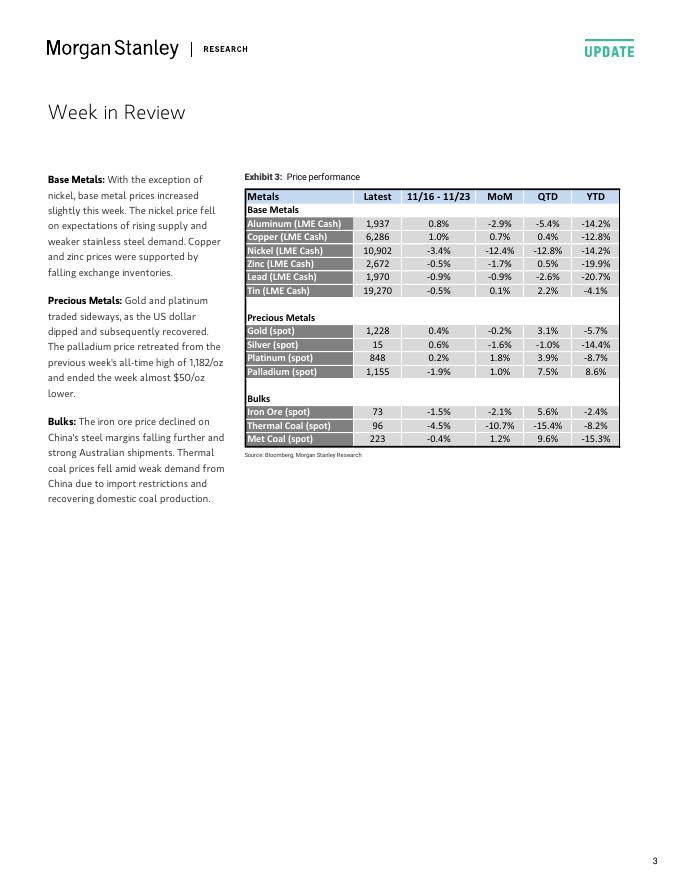 Morgan Stanley | RESEARCH
UPDATE
Week in Review
Base Metals: With the exception of
nickel, base metal prices increased
slightly this week. The nickel price fell
on expectations of rising supply and
weaker stainless steel demand. Copper
and zinc prices were supported by
falling exchange inventories.
Precious Metals: Gold and platinum
traded sideways, as the US dollar
dipped and subsequently recovered.
The palladium price retreated from the
previous week's all-time high of 1,182/oz
and ended the week almost $50/oz
lower.
Bulks: The iron ore price declined on
China's steel margins falling further and
strong Australian shipments. Thermal
coal prices fell amid weak demand from
China due to import restrictions and
recovering domestic coal production.
Exhibit 3: Price performance
Metals Latest 11/16 - 11/23 MoM QTD YTD
Base Metals
Aluminum (LME Cash) 1,937 0.8% -2.9% -5.4% -14.2%
Copper (LME Cash) 6,286 1.0% 0.7% 0.4% -12.8%
Nickel (LME Cash) 10,902 -3.4% -12.4% -12.8% -14.2%
Zinc (LME Cash) 2,672 -0.5% -1.7% 0.5% -19.9%
Lead (LME Cash) 1,970 -0.9% -0.9% -2.6% -20.7%
Tin (LME Cash) 19,270 -0.5% 0.1% 2.2% -4.1%
Precious Metals
Gold (spot) 1,228 0.4% -0.2% 3.1% -5.7%
Silver (spot) 15 0.6% -1.6% -1.0% -14.4%
Platinum (spot) 848 0.2% 1.8% 3.9% -8.7%
Palladium (spot) 1,155 -1.9% 1.0% 7.5% 8.6%
Bulks
Iron Ore (spot) 73 -1.5% -2.1% 5.6% -2.4%
Thermal Coal (spot) 96 -4.5% -10.7% -15.4% -8.2%
Met Coal (spot) 223 -0.4% 1.2% 9.6% -15.3%
Source: Bloomberg, Morgan Stanley Research
3